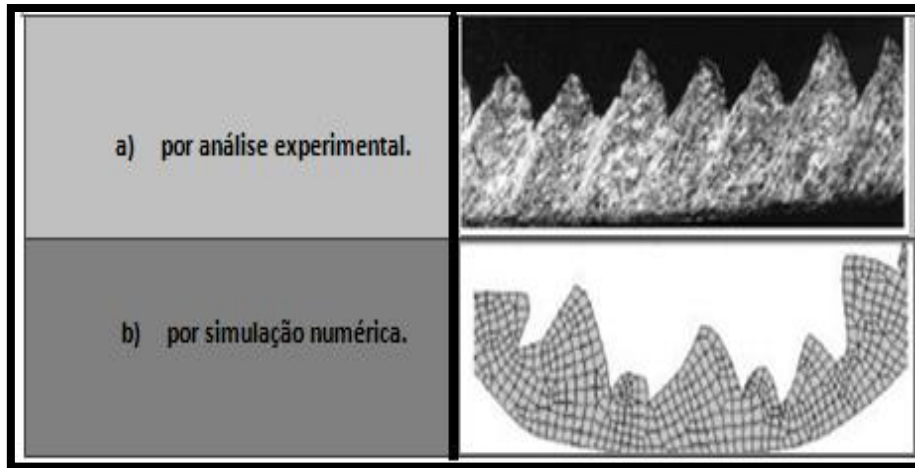 a) por análise experimental.
b) por simulação numérica.